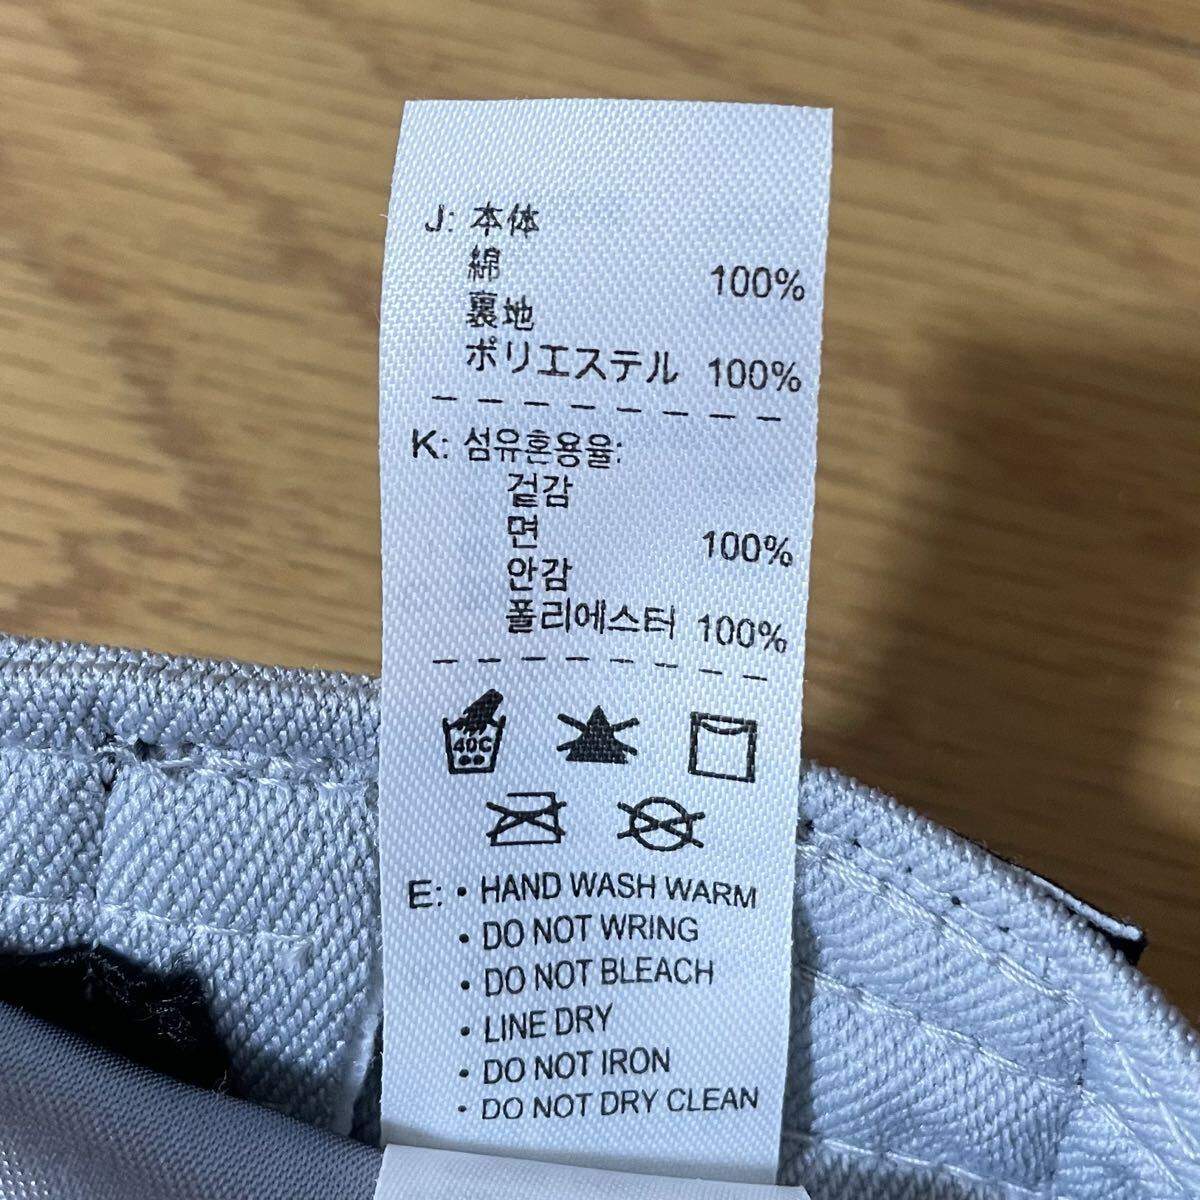 J: 本体
綿 100%
裏地
ポリエステル 100%
K: 섬유혼용율:
겉감
면 100%
안감
폴리에스터 100%
40C
E: • HAND WASH WARM
• DO NOT WRING
• DO NOT BLEACH
• LINE DRY
• DO NOT IRON
• DO NOT DRY CLEAN